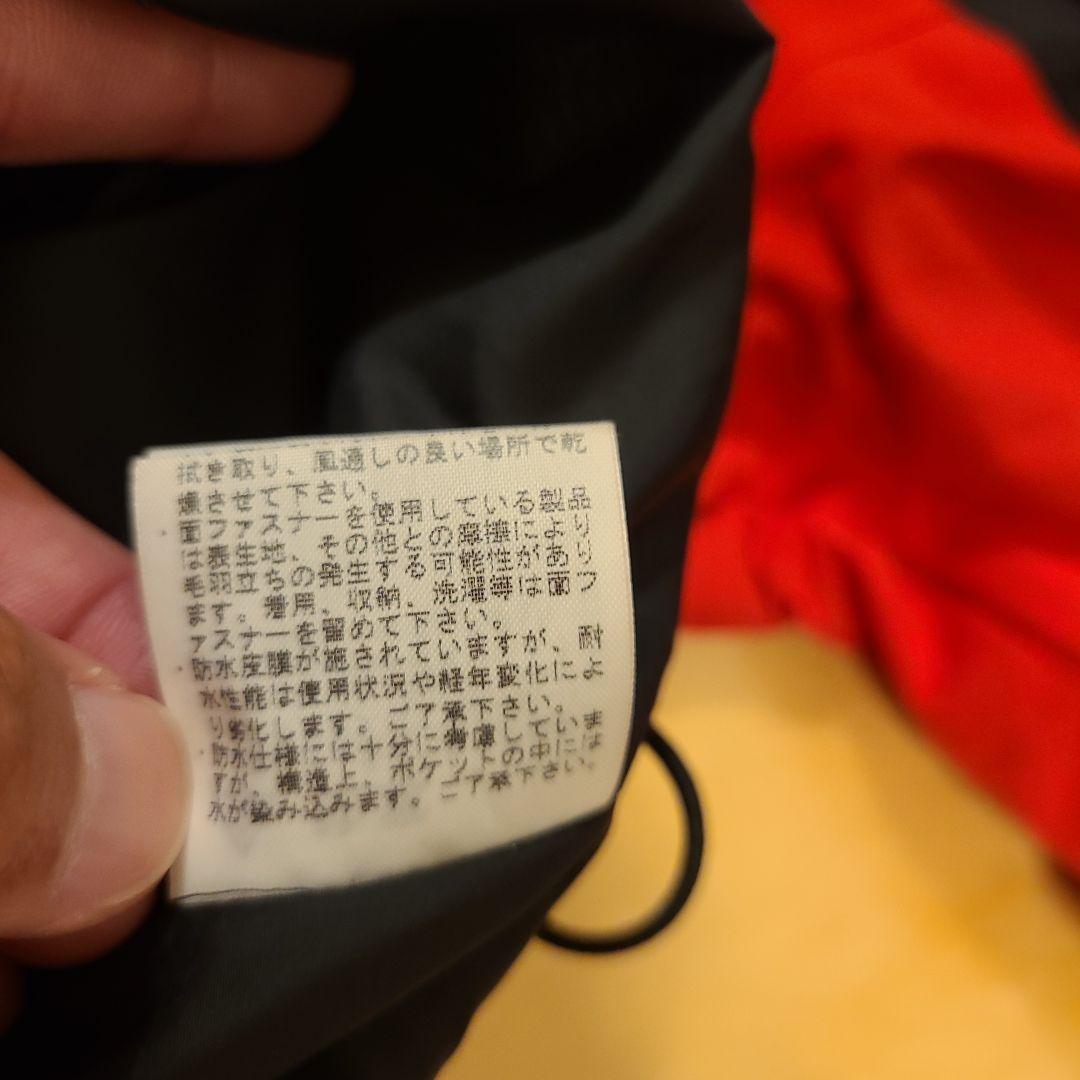 拭き取り、風通しの良い場所で乾
燥させて下さい。
面ファスナーを使用している製品
は表生地、その他との摩擦により
毛羽立ちの発生する可能性があり
ます。着用、収納、洗濯等は面フ
ァスナーを留めて下さい。
・防水皮膜が施されていますが、耐
水性能は使用状況や経年変化によ
り劣化します。ご了承下さい。
・防水仕様には十分に考慮していま
すが、構造上、ポケットの中には
水が染み込みます。ご了承下さい。